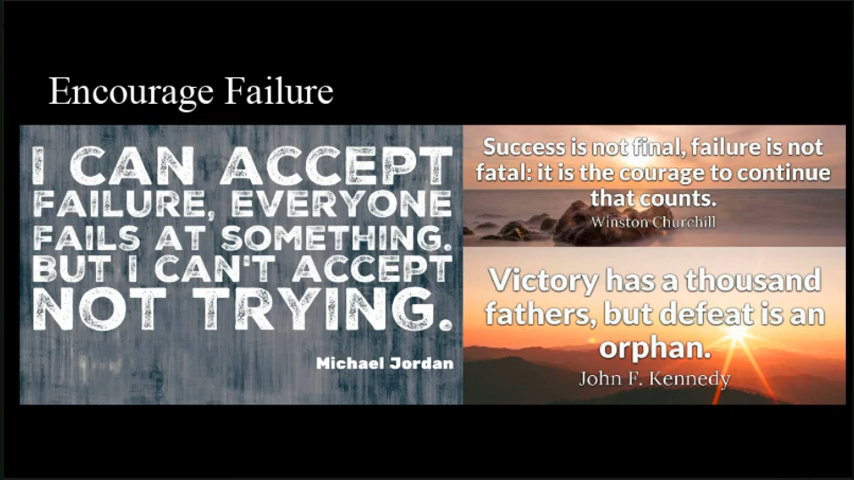 Encourage Failure
I CAN ACCEPT
FAILURE, EVERYONE
FAILS AT SOMETHING.
BUT I CAN'T ACCEPT
NOT TRYING.
Michael Jordan
Success is not final, failure is not
fatal: it is the courage to continue
that counts.
Winston Churchill
Victory has a thousand
fathers, but defeat is an
orphan.
John F. Kennedy